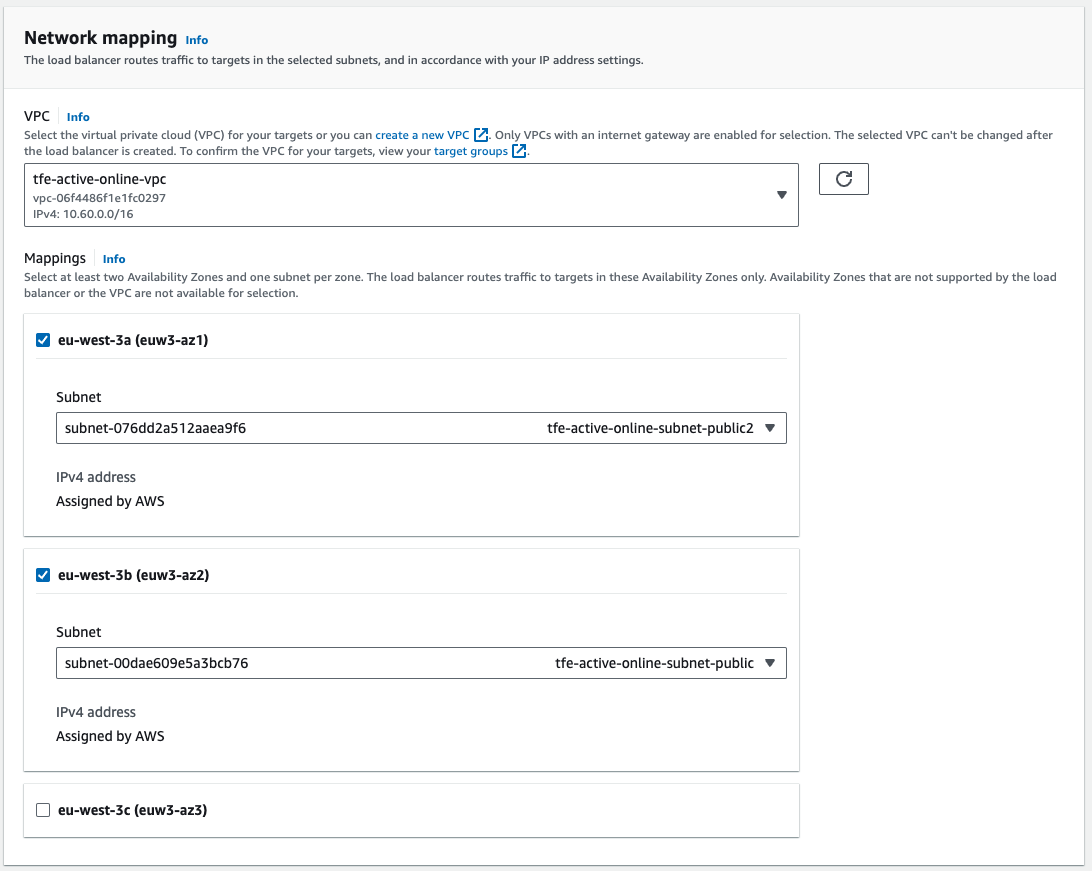 Network mapping Info
The load balancer routes traffic to targets in the selected subnets, and in accordance with your IP address settings.
VPC Info
Select the virtual private cloud (VPC) for your targets or you can create a new VPC. Only VPCs with an internet gateway are enabled for selection. The selected VPC can't be changed after
the load balancer is created. To confirm the VPC for your targets, view your target groups.
tfe-active-online-vpc
vpc-06f4486f1e1fc0297
IPv4: 10.60.0.0/16
Mappings Info
Select at least two Availability Zones and one subnet per zone. The load balancer routes traffic to targets in these Availability Zones only. Availability Zones that are not supported by the load
balancer or the VPC are not available for selection.
eu-west-3a (euw3-az1)
Subnet
subnet-076dd2a512aaea9f6 tfe-active-online-subnet-public2
IPv4 address
Assigned by AWS
eu-west-3b (euw3-az2)
Subnet
subnet-00dae609e5a3bcb76 tfe-active-online-subnet-public
IPv4 address
Assigned by AWS
eu-west-3c (euw3-az3)